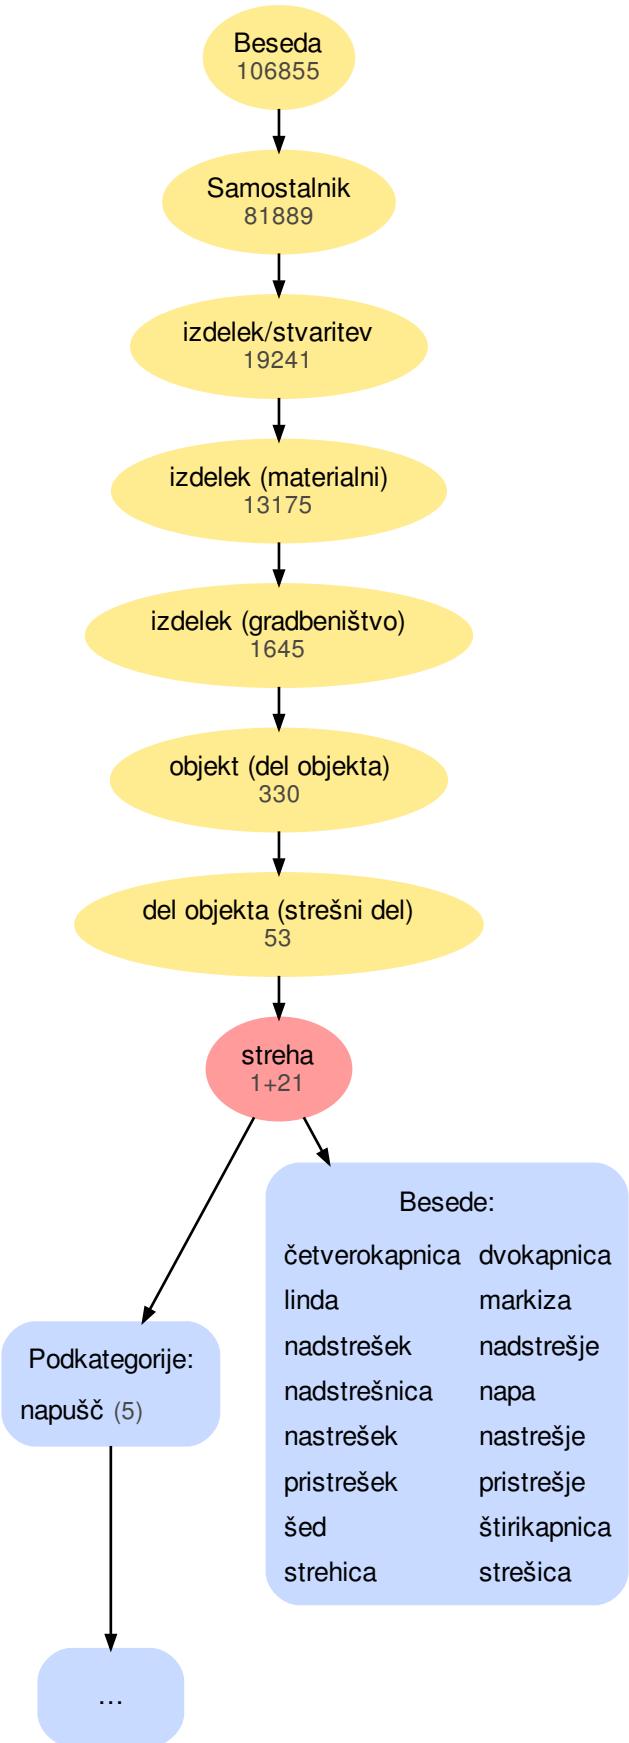 Beseda
106855
Samostalnik
81889
izdelek/stvaritev
19241
izdelek (materialni)
13175
izdelek (gradbeništvo)
1645
objekt (del objekta)
330
del objekta (strešni del)
53
streha
1+21
Besede:
četverokapnica dvokapnica
linda markiza
nadstrešek nadstrešje
nadstrešnica napa
nastrešek nastrešje
pristrešek pristrešje
šed štirikapnica
strehica strešica
Podkategorije:
napušč (5)
...